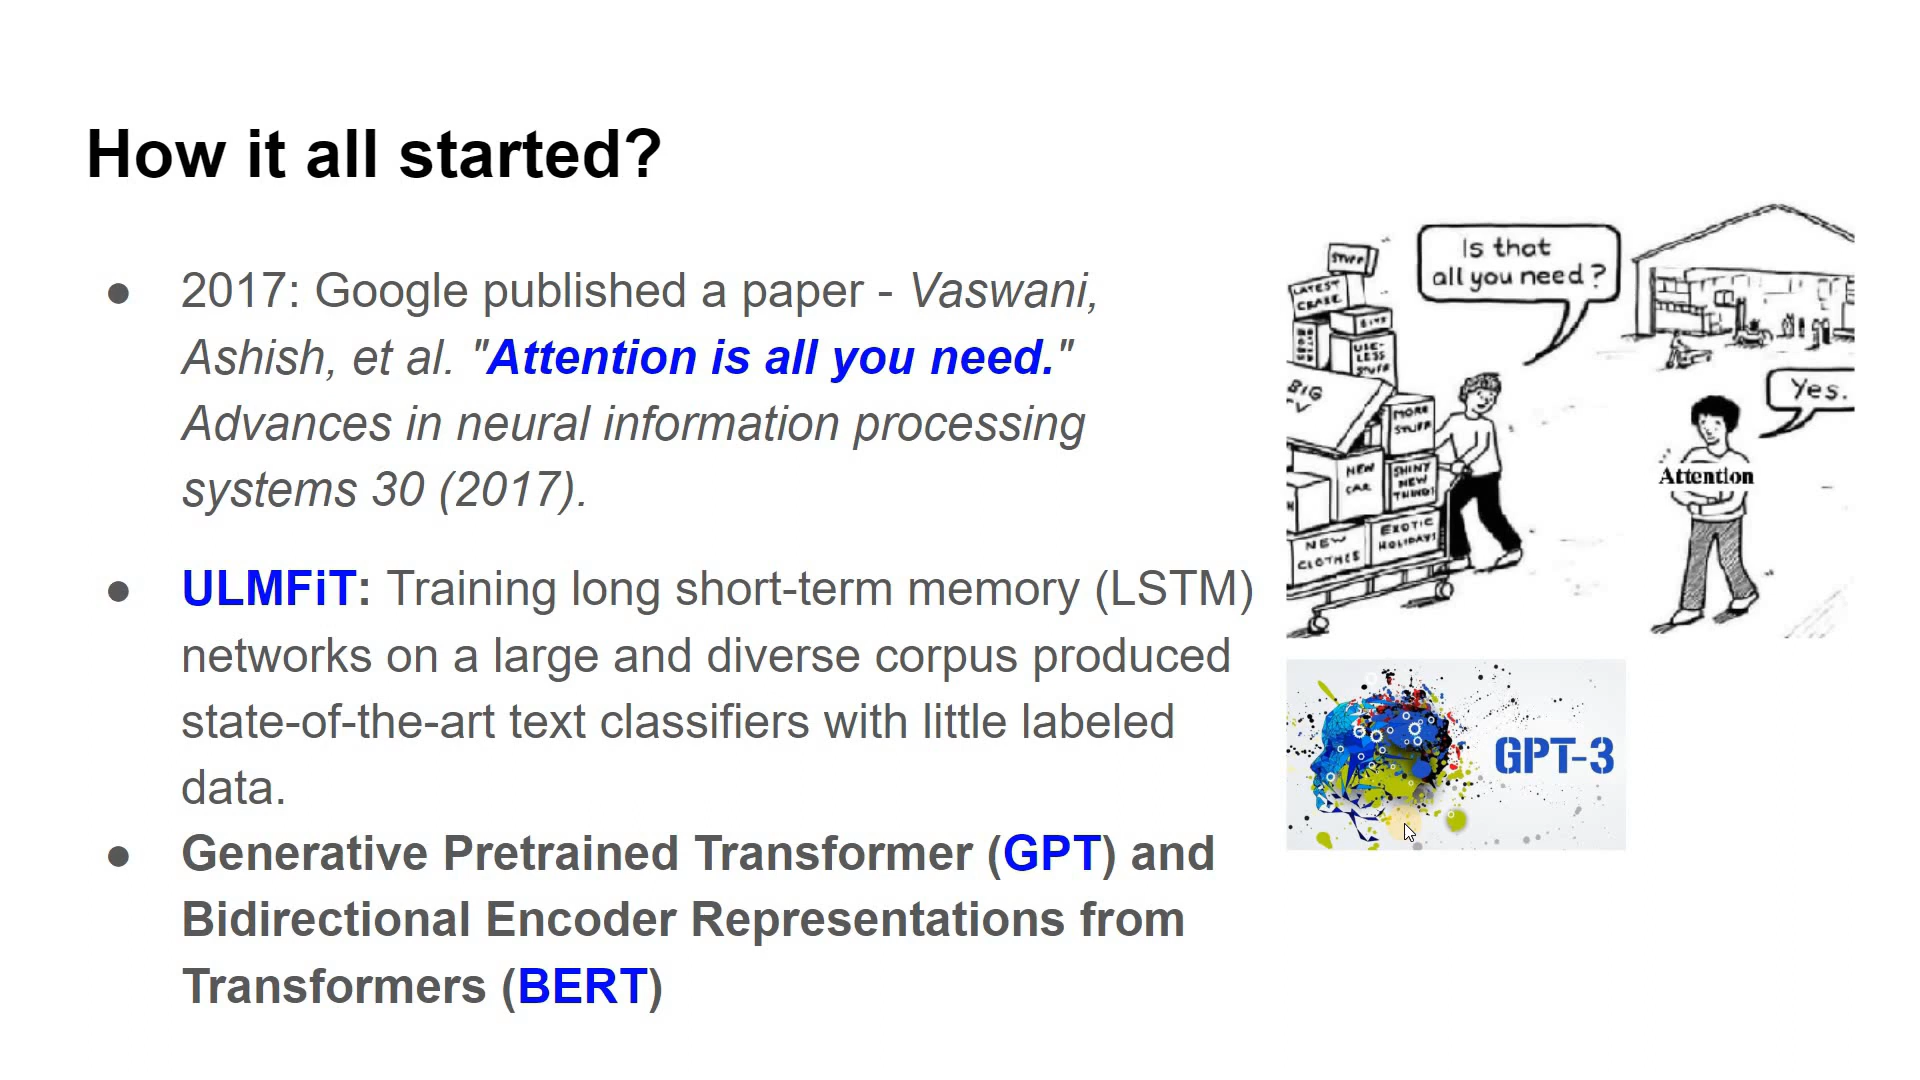 How it all started?
● 2017: Google published a paper - Vaswani,
Ashish, et al. "Attention is all you need."
Advances in neural information processing
systems 30 (2017).
● ULMFiT: Training long short-term memory (LSTM)
networks on a large and diverse corpus produced
state-of-the-art text classifiers with little labeled
data.
● Generative Pretrained Transformer (GPT) and
Bidirectional Encoder Representations from
Transformers (BERT)
Is that
all you need?
Yes.
Attention
STUFF
LATEST
CRAZE
USE-
LESS
STUFF
BIG
MORE
STUFF
NEW
CAR
SHINY
NEW
THING!
NEW
CLOTHES
EXOTIC
HOLIDAY!
GPT-3